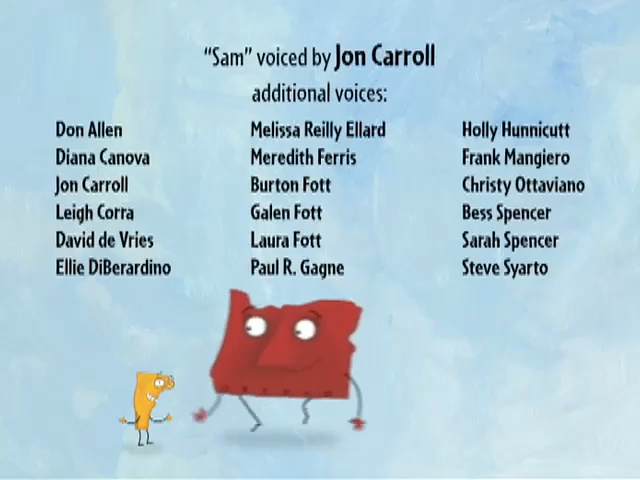 “Sam” voiced by Jon Carroll
additional voices:
Don Allen
Diana Canova
Jon Carroll
Leigh Corra
David de Vries
Ellie DiBerardino
Melissa Reilly Ellard
Meredith Ferris
Burton Fott
Galen Fott
Laura Fott
Paul R. Gagne
Holly Hunnicutt
Frank Mangiero
Christy Ottaviano
Bess Spencer
Sarah Spencer
Steve Syarto